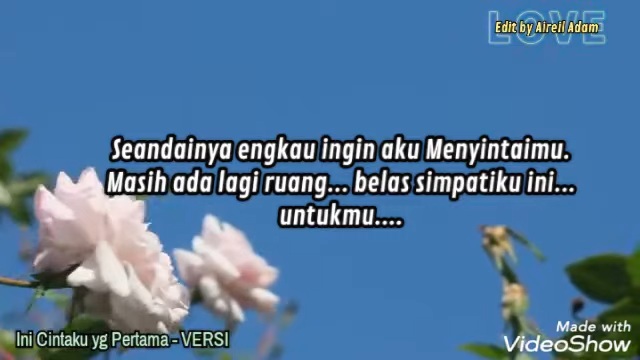 LOVE
Edit by Aireil Adam
Seandainya engkau ingin aku Menyintaimu.
Masih ada lagi ruang... belas simpatiku ini...
untukmu....
Ini Cintaku yg Pertama - VERSI
Made with
VideoShow